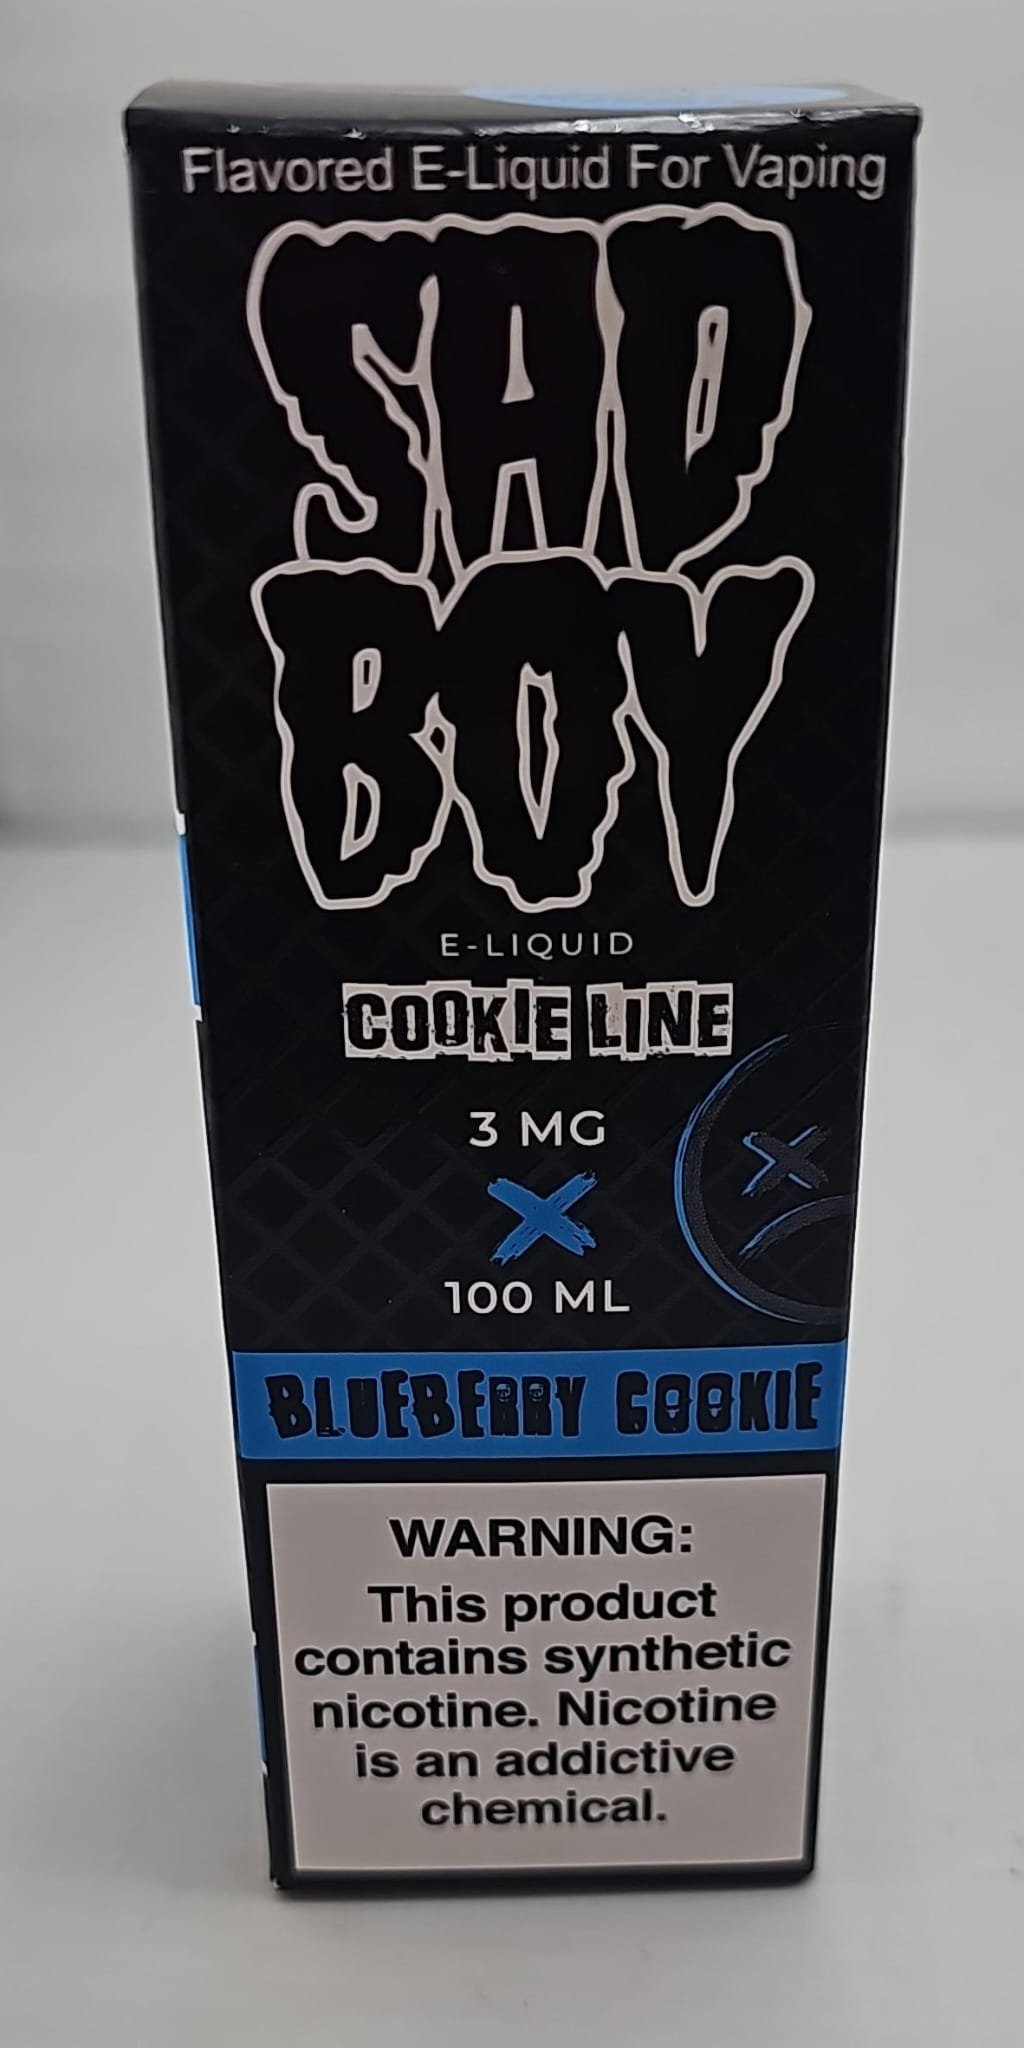 Flavored E-Liquid For Vaping
SAD
BOY
E-LIQUID
COOKIE LINE
3 MG
X
100 ML
BLUEBERRY COOKIE
WARNING:
This product
contains synthetic
nicotine. Nicotine
is an addictive
chemical.